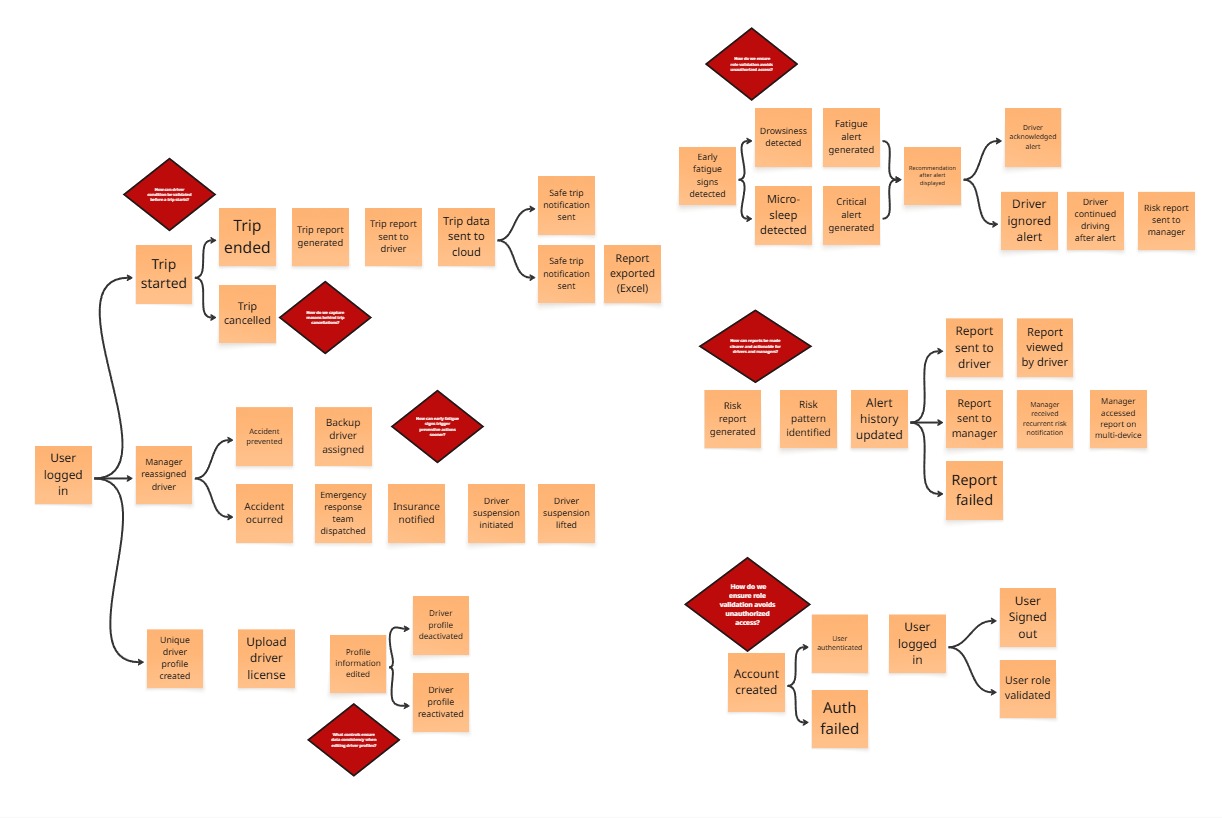 How can driver
condition be validated
before a trip starts?
Trip
started
Trip
ended
Trip report
generated
Trip report
sent to
driver
Trip data
sent to
cloud
Safe trip
notification
sent
Safe trip
notification
sent
Report
exported
(Excel)
Trip
cancelled
How do we capture
reasons behind trip
cancellations?
User
logged
in
Manager
reassigned
driver
Accident
prevented
Backup
driver
assigned
How can early fatigue
signs trigger
preventive actions
sooner?
Accident
ocurred
Emergency
response
team
dispatched
Insurance
notified
Driver
suspension
initiated
Driver
suspension
lifted
Unique
driver
profile
created
Upload
driver
license
Profile
information
edited
Driver
profile
deactivated
Driver
profile
reactivated
What controls ensure
data consistency when
editing driver profiles?
How do we ensure
role validation avoids
unauthorized access?
Early
fatigue
signs
detected
Drowsiness
detected
Fatigue
alert
generated
Micro-
sleep
detected
Critical
alert
generated
Recommendation
after alert
displayed
Driver
acknowledged
alert
Driver
ignored
alert
Driver
continued
driving
after alert
Risk report
sent to
manager
How can reports be made
clearer and actionable for
drivers and managers?
Risk
report
generated
Risk
pattern
identified
Alert
history
updated
Report
sent to
driver
Report
viewed
by driver
Report
sent to
manager
Manager
received
recurrent risk
notification
Manager
accessed
report on
multi-device
Report
failed
How do we
ensure role
validation avoids
unauthorized
access?
Account
created
User
authenticated
Auth
failed
User
logged
in
User
Signed
out
User role
validated